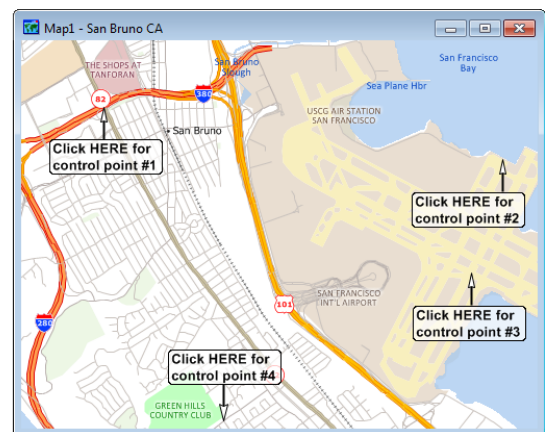 Map1 - San Bruno CA
THE SHOPS AT
TANFORAN
San Bruno
Slough
San Francisco
Bay
Sea Plane Hbr
82
380
USCG AIR STATION
SAN FRANCISCO
San Bruno
Click HERE for
control point #1
Click HERE for
control point #2
SAN FRANCISCO
INT'L AIRPORT
101
Click HERE for
control point #3
280
Click HERE for
control point #4
GREEN HILLS
COUNTRY CLUB